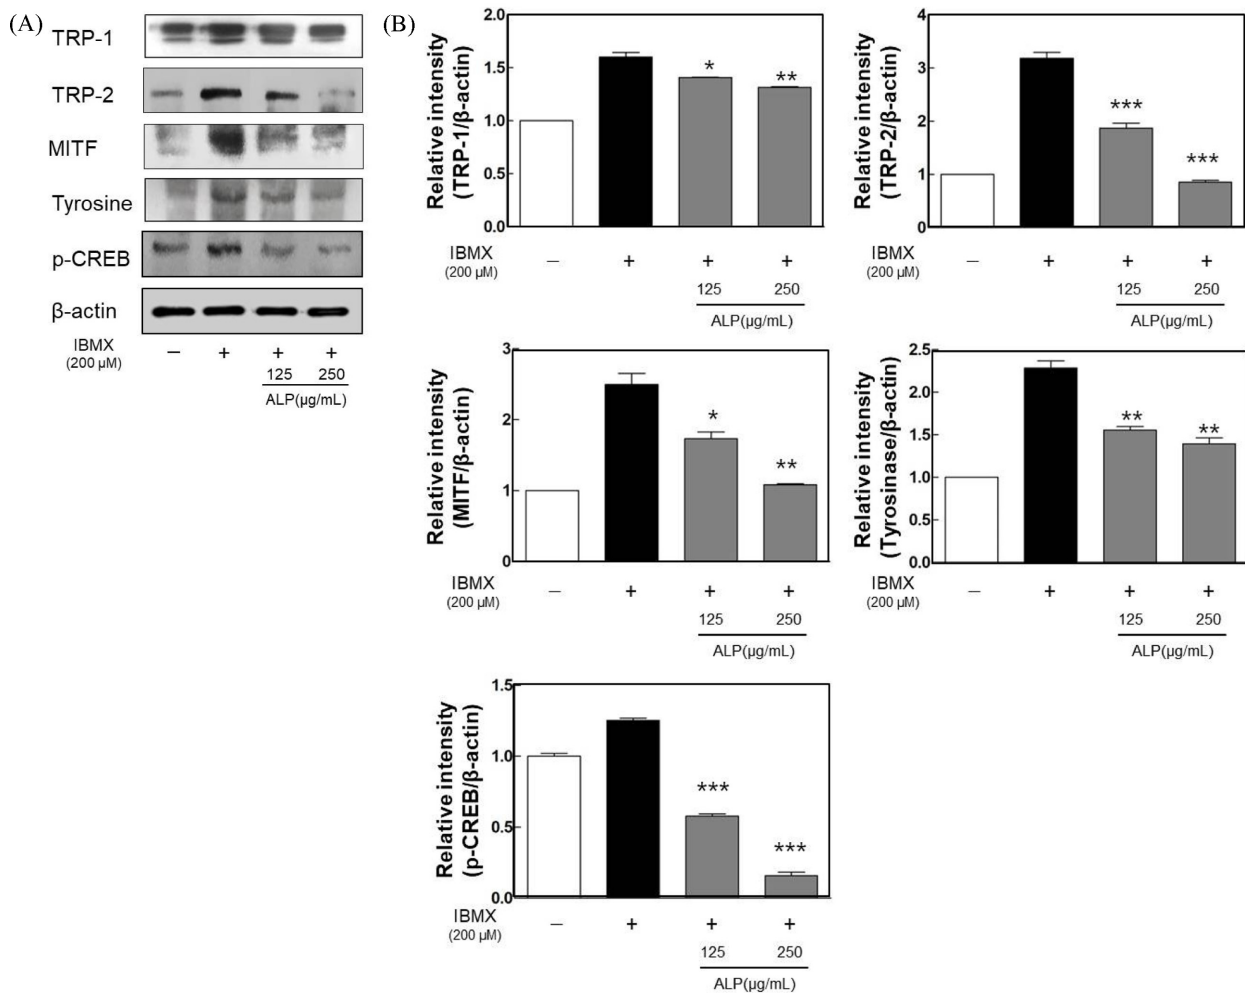 (A)
TRP-1
TRP-2
MITF
Tyrosine
p-CREB
β-actin
IBMX
(200 µM)
– + + +
125 250
ALP(µg/mL)
(B)
Relative intensity
(TRP-1/β-actin)
2.0
1.5
1.0
0.5
0.0
*
**
IBMX
(200 µM)
– + + +
125 250
ALP(µg/mL)
Relative intensity
(TRP-2/β-actin)
4
3
2
1
0
***
***
IBMX
(200 µM)
– + + +
125 250
ALP(µg/mL)
Relative intensity
(MITF/β-actin)
3
2
1
0
*
**
IBMX
(200 µM)
– + + +
125 250
ALP(µg/mL)
Relative intensity
(Tyrosinase/β-actin)
2.5
2.0
1.5
1.0
0.5
0.0
**
**
IBMX
(200 µM)
– + + +
125 250
ALP(µg/mL)
Relative intensity
(p-CREB/β-actin)
1.5
1.0
0.5
0.0
***
***
IBMX
(200 µM)
– + + +
125 250
ALP(µg/mL)